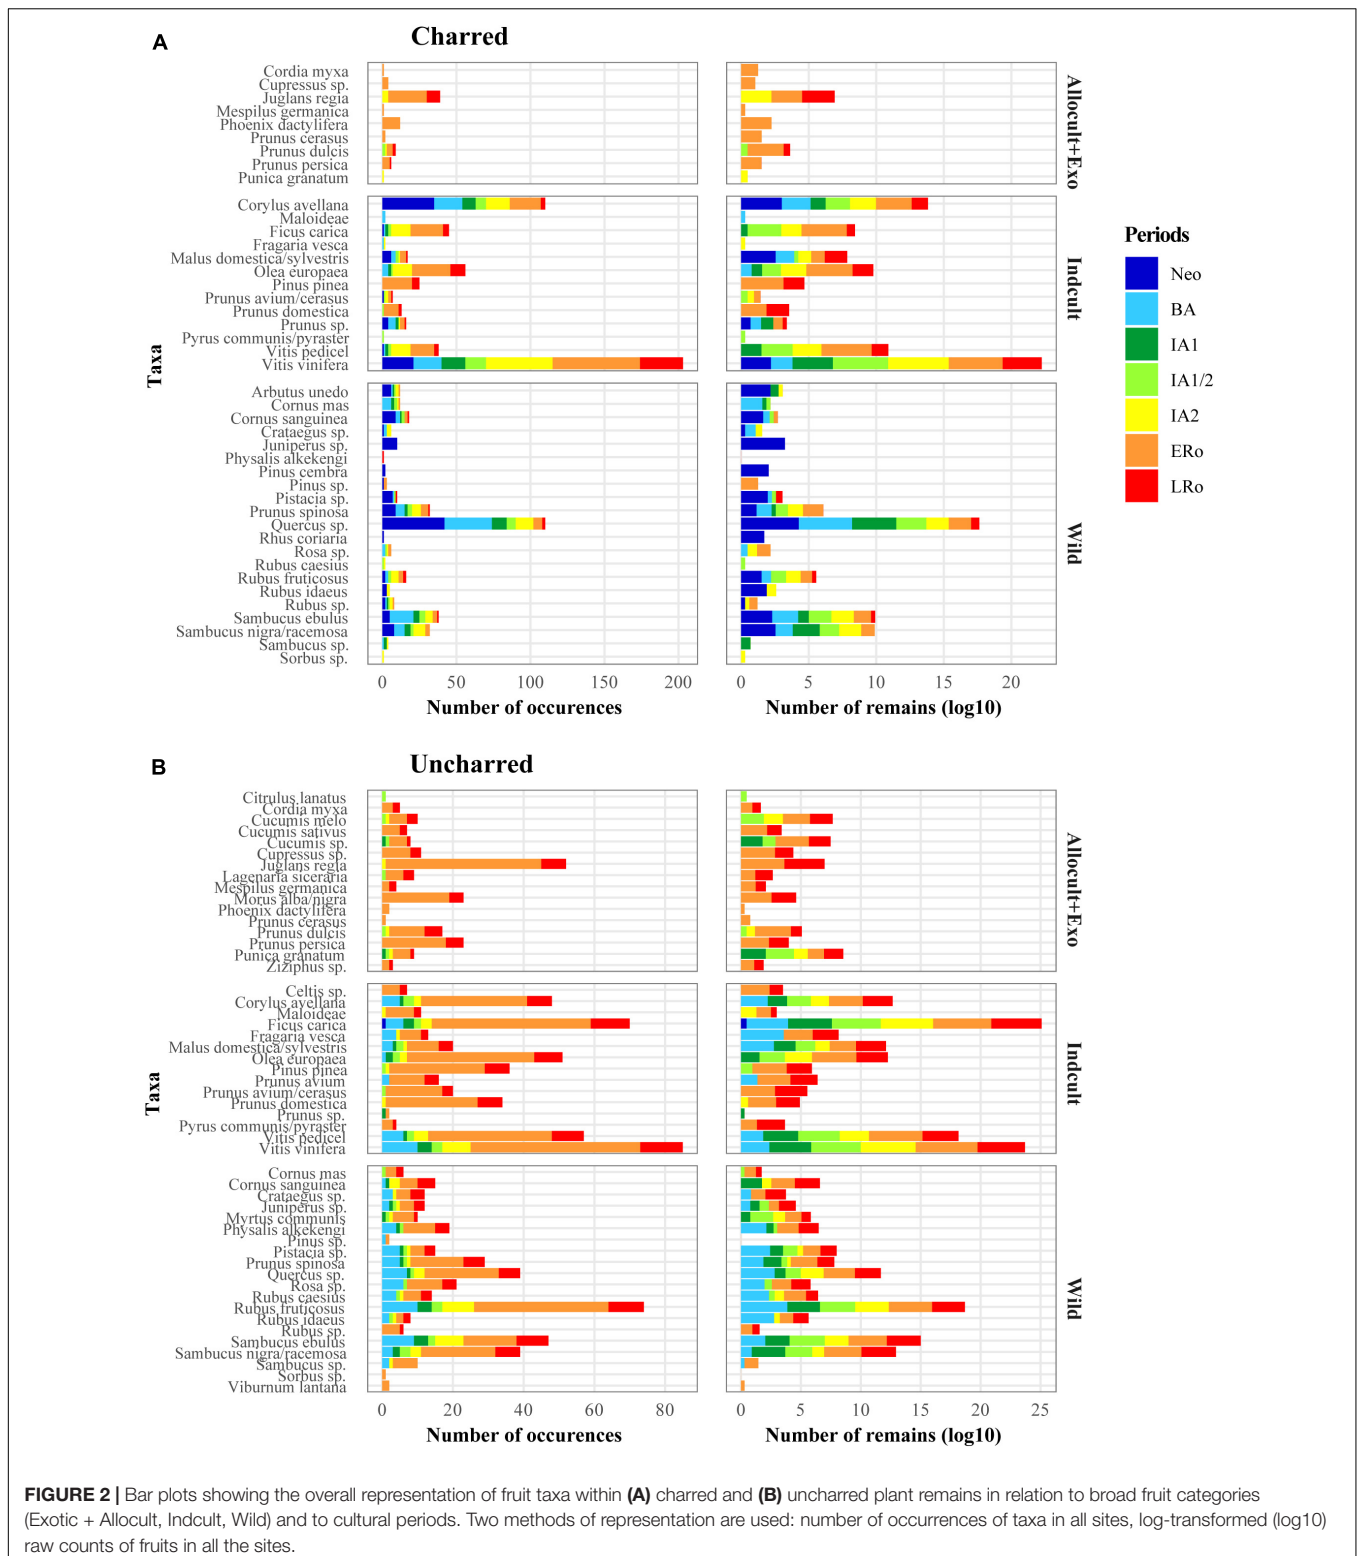 A
Charred
Cordia myxa
Cupressus sp.
Juglans regia
Mespilus germanica
Phoenix dactylifera
Prunus cerasus
Prunus dulcis
Prunus persica
Punica granatum
Allocult+Exo
Corylus avellana
Maloideae
Ficus carica
Fragaria vesca
Malus domestica/sylvestris
Olea europaea
Pinus pinea
Prunus avium/cerasus
Prunus domestica
Prunus sp.
Pyrus communis/pyraster
Vitis pedicel
Vitis vinifera
Indcult
Arbutus unedo
Cornus mas
Cornus sanguinea
Crataegus sp.
Juniperus sp.
Physalis alkekengi
Pinus cembra
Pinus sp.
Pistacia sp.
Prunus spinosa
Quercus sp.
Rhus coriaria
Rosa sp.
Rubus caesius
Rubus fruticosus
Rubus idaeus
Rubus sp.
Sambucus ebulus
Sambucus nigra/racemosa
Sambucus sp.
Sorbus sp.
Wild
Taxa
0 50 100 150 200
0 5 10 15 20
Number of occurences
Number of remains (log10)
Periods
Neo
BA
IA1
IA1/2
IA2
ERo
LRo
B
Uncharred
Citrulus lanatus
Cordia myxa
Cucumis melo
Cucumis sativus
Cucumis sp.
Cupressus sp.
Juglans regia
Lagenaria siceraria
Mespilus germanica
Morus alba/nigra
Phoenix dactylifera
Prunus cerasus
Prunus dulcis
Prunus persica
Punica granatum
Ziziphus sp.
Allocult+Exo
Celtis sp.
Corylus avellana
Maloideae
Ficus carica
Fragaria vesca
Malus domestica/sylvestris
Olea europaea
Pinus pinea
Prunus avium
Prunus avium/cerasus
Prunus domestica
Prunus sp.
Pyrus communis/pyraster
Vitis pedicel
Vitis vinifera
Indcult
Cornus mas
Cornus sanguinea
Crataegus sp.
Juniperus sp.
Myrtus communis
Physalis alkekengi
Pinus sp.
Pistacia sp.
Prunus spinosa
Quercus sp.
Rosa sp.
Rubus caesius
Rubus fruticosus
Rubus idaeus
Rubus sp.
Sambucus ebulus
Sambucus nigra/racemosa
Sambucus sp.
Sorbus sp.
Viburnum lantana
Wild
Taxa
0 20 40 60 80
0 5 10 15 20 25
Number of occurences
Number of remains (log10)
FIGURE 2 | Bar plots showing the overall representation of fruit taxa within (A) charred and (B) uncharred plant remains in relation to broad fruit categories
(Exotic + Allocult, Indcult, Wild) and to cultural periods. Two methods of representation are used: number of occurrences of taxa in all sites, log-transformed (log10)
raw counts of fruits in all the sites.